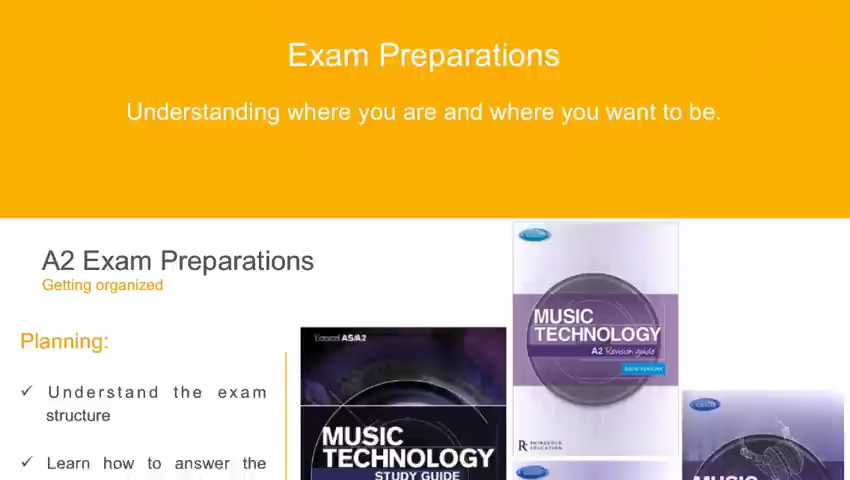 Exam Preparations
Understanding where you are and where you want to be.
A2 Exam Preparations
Getting organized
Planning:
✓ Understand the exam
structure
✓ Learn how to answer the
Edexcel AS/A2
MUSIC
TECHNOLOGY
STUDY GUIDE
MUSIC
TECHNOLOGY
A2 Revision guide
RHINEGOLD
EDUCATION
MUSIC